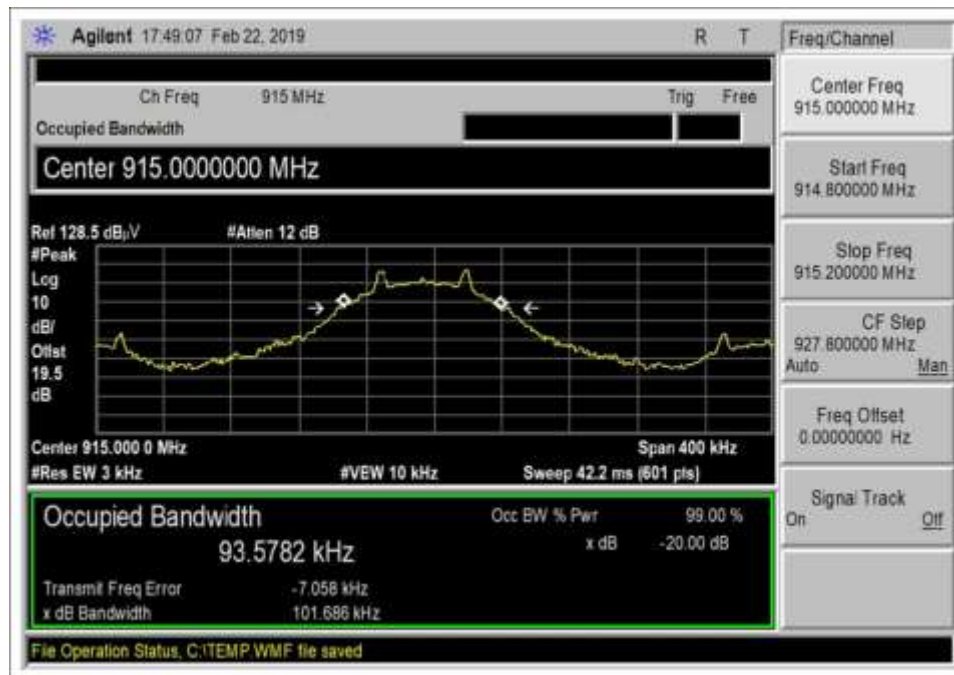 Agilent 17:49:07 Feb 22, 2019 R T
Freq/Channel
Ch Freq 915 MHz Trig Free
Occupied Bandwidth
Center 915.0000000 MHz
Center Freq
915.000000 MHz
Start Freq
914.800000 MHz
Stop Freq
915.200000 MHz
CF Step
927.800000 MHz
Auto Man
Freq Offset
0.00000000 Hz
Signal Track
On Off
Ref 128.5 dBµV #Atten 12 dB
#Peak
Log
10
dB/
Offst
19.5
dB
Center 915.000 0 MHz Span 400 kHz
#Res BW 3 kHz #VBW 10 kHz Sweep 42.2 ms (601 pts)
Occupied Bandwidth Occ BW % Pwr 99.00 %
93.5782 kHz x dB -20.00 dB
Transmit Freq Error -7.058 kHz
x dB Bandwidth 101.686 kHz
File Operation Status, C:\TEMP.WMF file saved